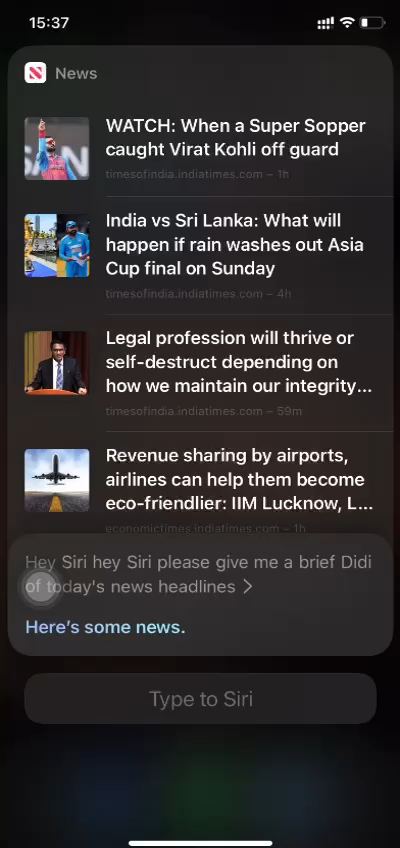 15:37
News
WATCH: When a Super Sopper
caught Virat Kohli off guard
timesofindia.indiatimes.com – 1h
India vs Sri Lanka: What will
happen if rain washes out Asia
Cup final on Sunday
timesofindia.indiatimes.com – 4h
Legal profession will thrive or
self-destruct depending on
how we maintain our integrity...
timesofindia.indiatimes.com – 59m
Revenue sharing by airports,
airlines can help them become
eco-friendlier: IIM Lucknow, L...
economictimes.indiatimes.com – 1h
Hey Siri hey Siri please give me a brief Didi
of today's news headlines >
Here's some news.
Type to Siri